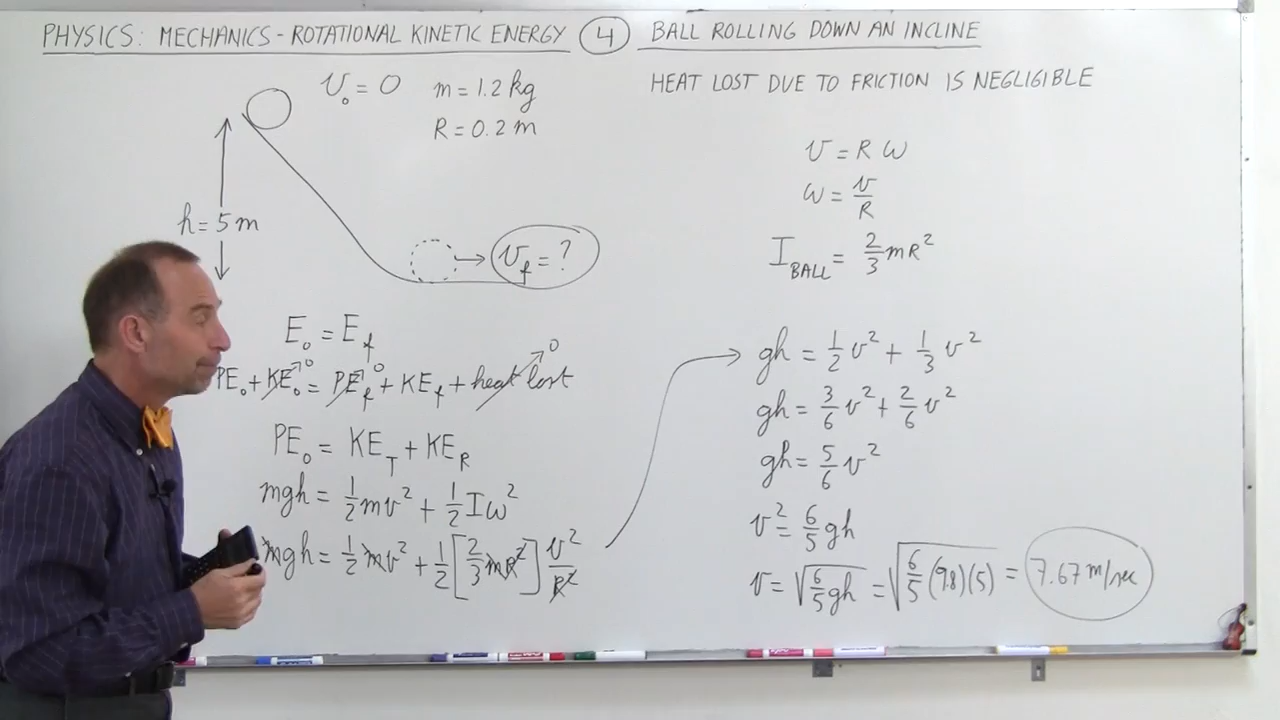 PHYSICS: MECHANICS - ROTATIONAL KINETIC ENERGY (4) BALL ROLLING DOWN AN INCLINE
HEAT LOST DUE TO FRICTION IS NEGLIGIBLE
v₀ = 0
m = 1.2 kg
R = 0.2 m
h = 5 m
v_f = ?
E₀ = E_f
PE₀ + KE₀→0 = PE_f→0 + KE_f + heat lost→0
PE₀ = KE_T + KE_R
mgh = 1/2 mv² + 1/2 Iω²
mgh = 1/2 mv² + 1/2 [2/3 mR²] v²/R²
v = R ω
ω = v/R
I_BALL = 2/3 mR²
gh = 1/2 v² + 1/3 v²
gh = 3/6 v² + 2/6 v²
gh = 5/6 v²
v² = 6/5 gh
v = √(6/5 gh) = √(6/5 (9.8)(5)) = 7.67 m/sec